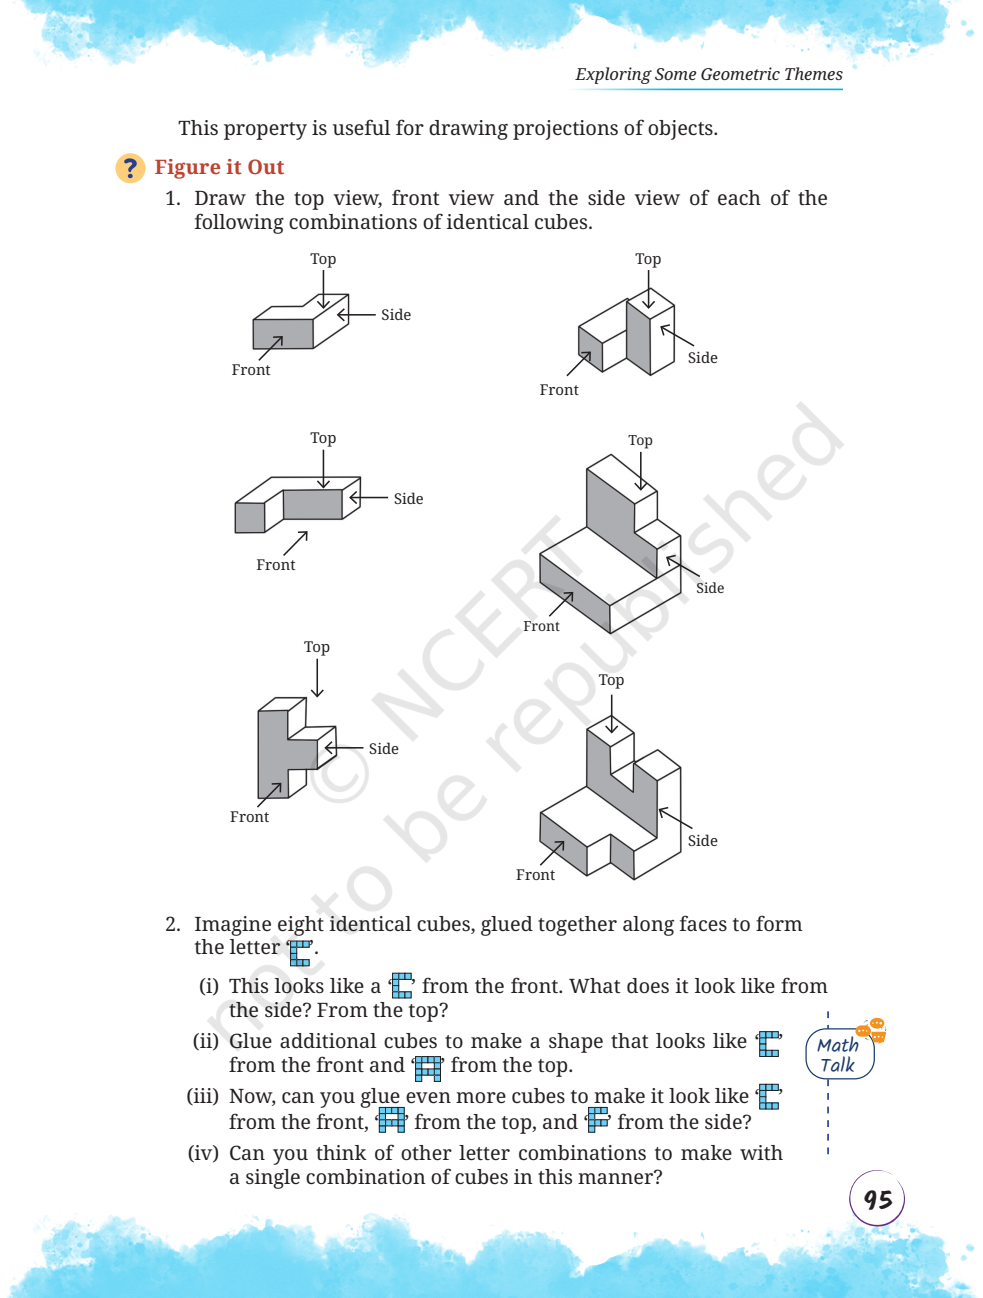 Exploring Some Geometric Themes
This property is useful for drawing projections of objects.
? Figure it Out
1. Draw the top view, front view and the side view of each of the
following combinations of identical cubes.
Top
Side
Front
Top
Side
Front
Top
Side
Front
Top
Side
Front
Top
Side
Front
Top
Side
Front
© NCERT
not to be republished
2. Imagine eight identical cubes, glued together along faces to form
the letter ‘C’.
(i) This looks like a ‘C’ from the front. What does it look like from
the side? From the top?
(ii) Glue additional cubes to make a shape that looks like ‘C’
from the front and ‘A’ from the top.
(iii) Now, can you glue even more cubes to make it look like ‘C’
from the front, ‘A’ from the top, and ‘F’ from the side?
(iv) Can you think of other letter combinations to make with
a single combination of cubes in this manner?
Math
Talk
95